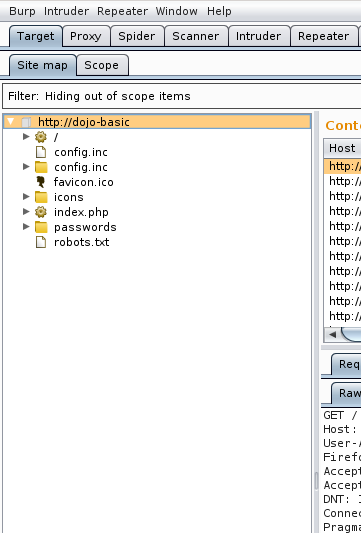 Burp Intruder Repeater Window Help
Target Proxy Spider Scanner Intruder Repeater
Site map Scope
Filter: Hiding out of scope items
http://dojo-basic
/
config.inc
config.inc
favicon.ico
icons
index.php
passwords
robots.txt
Conte
Host
http:/
http:/
http:/
http:/
http:/
http:/
http:/
http:/
http:/
http:/
http:/
Req
Raw
GET /
Host:
User-
Firefo
Accept
Accept
DNT:
Connec
Pragma